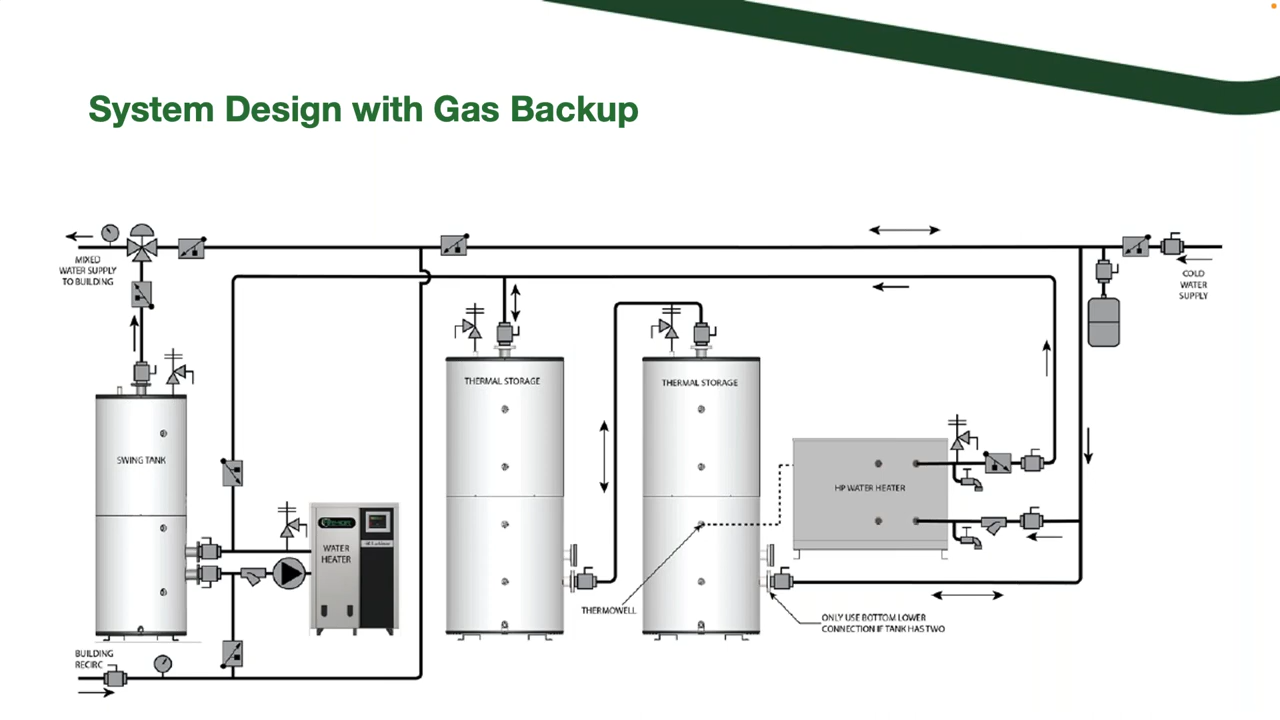 System Design with Gas Backup
MIXED
WATER SUPPLY
TO BUILDING
COLD
WATER
SUPPLY
THERMAL STORAGE
THERMAL STORAGE
SWING TANK
HP WATER HEATER
WATER
HEATER
THERMOWELL
ONLY USE BOTTOM LOWER
CONNECTION IF TANK HAS TWO
BUILDING
RECIRC